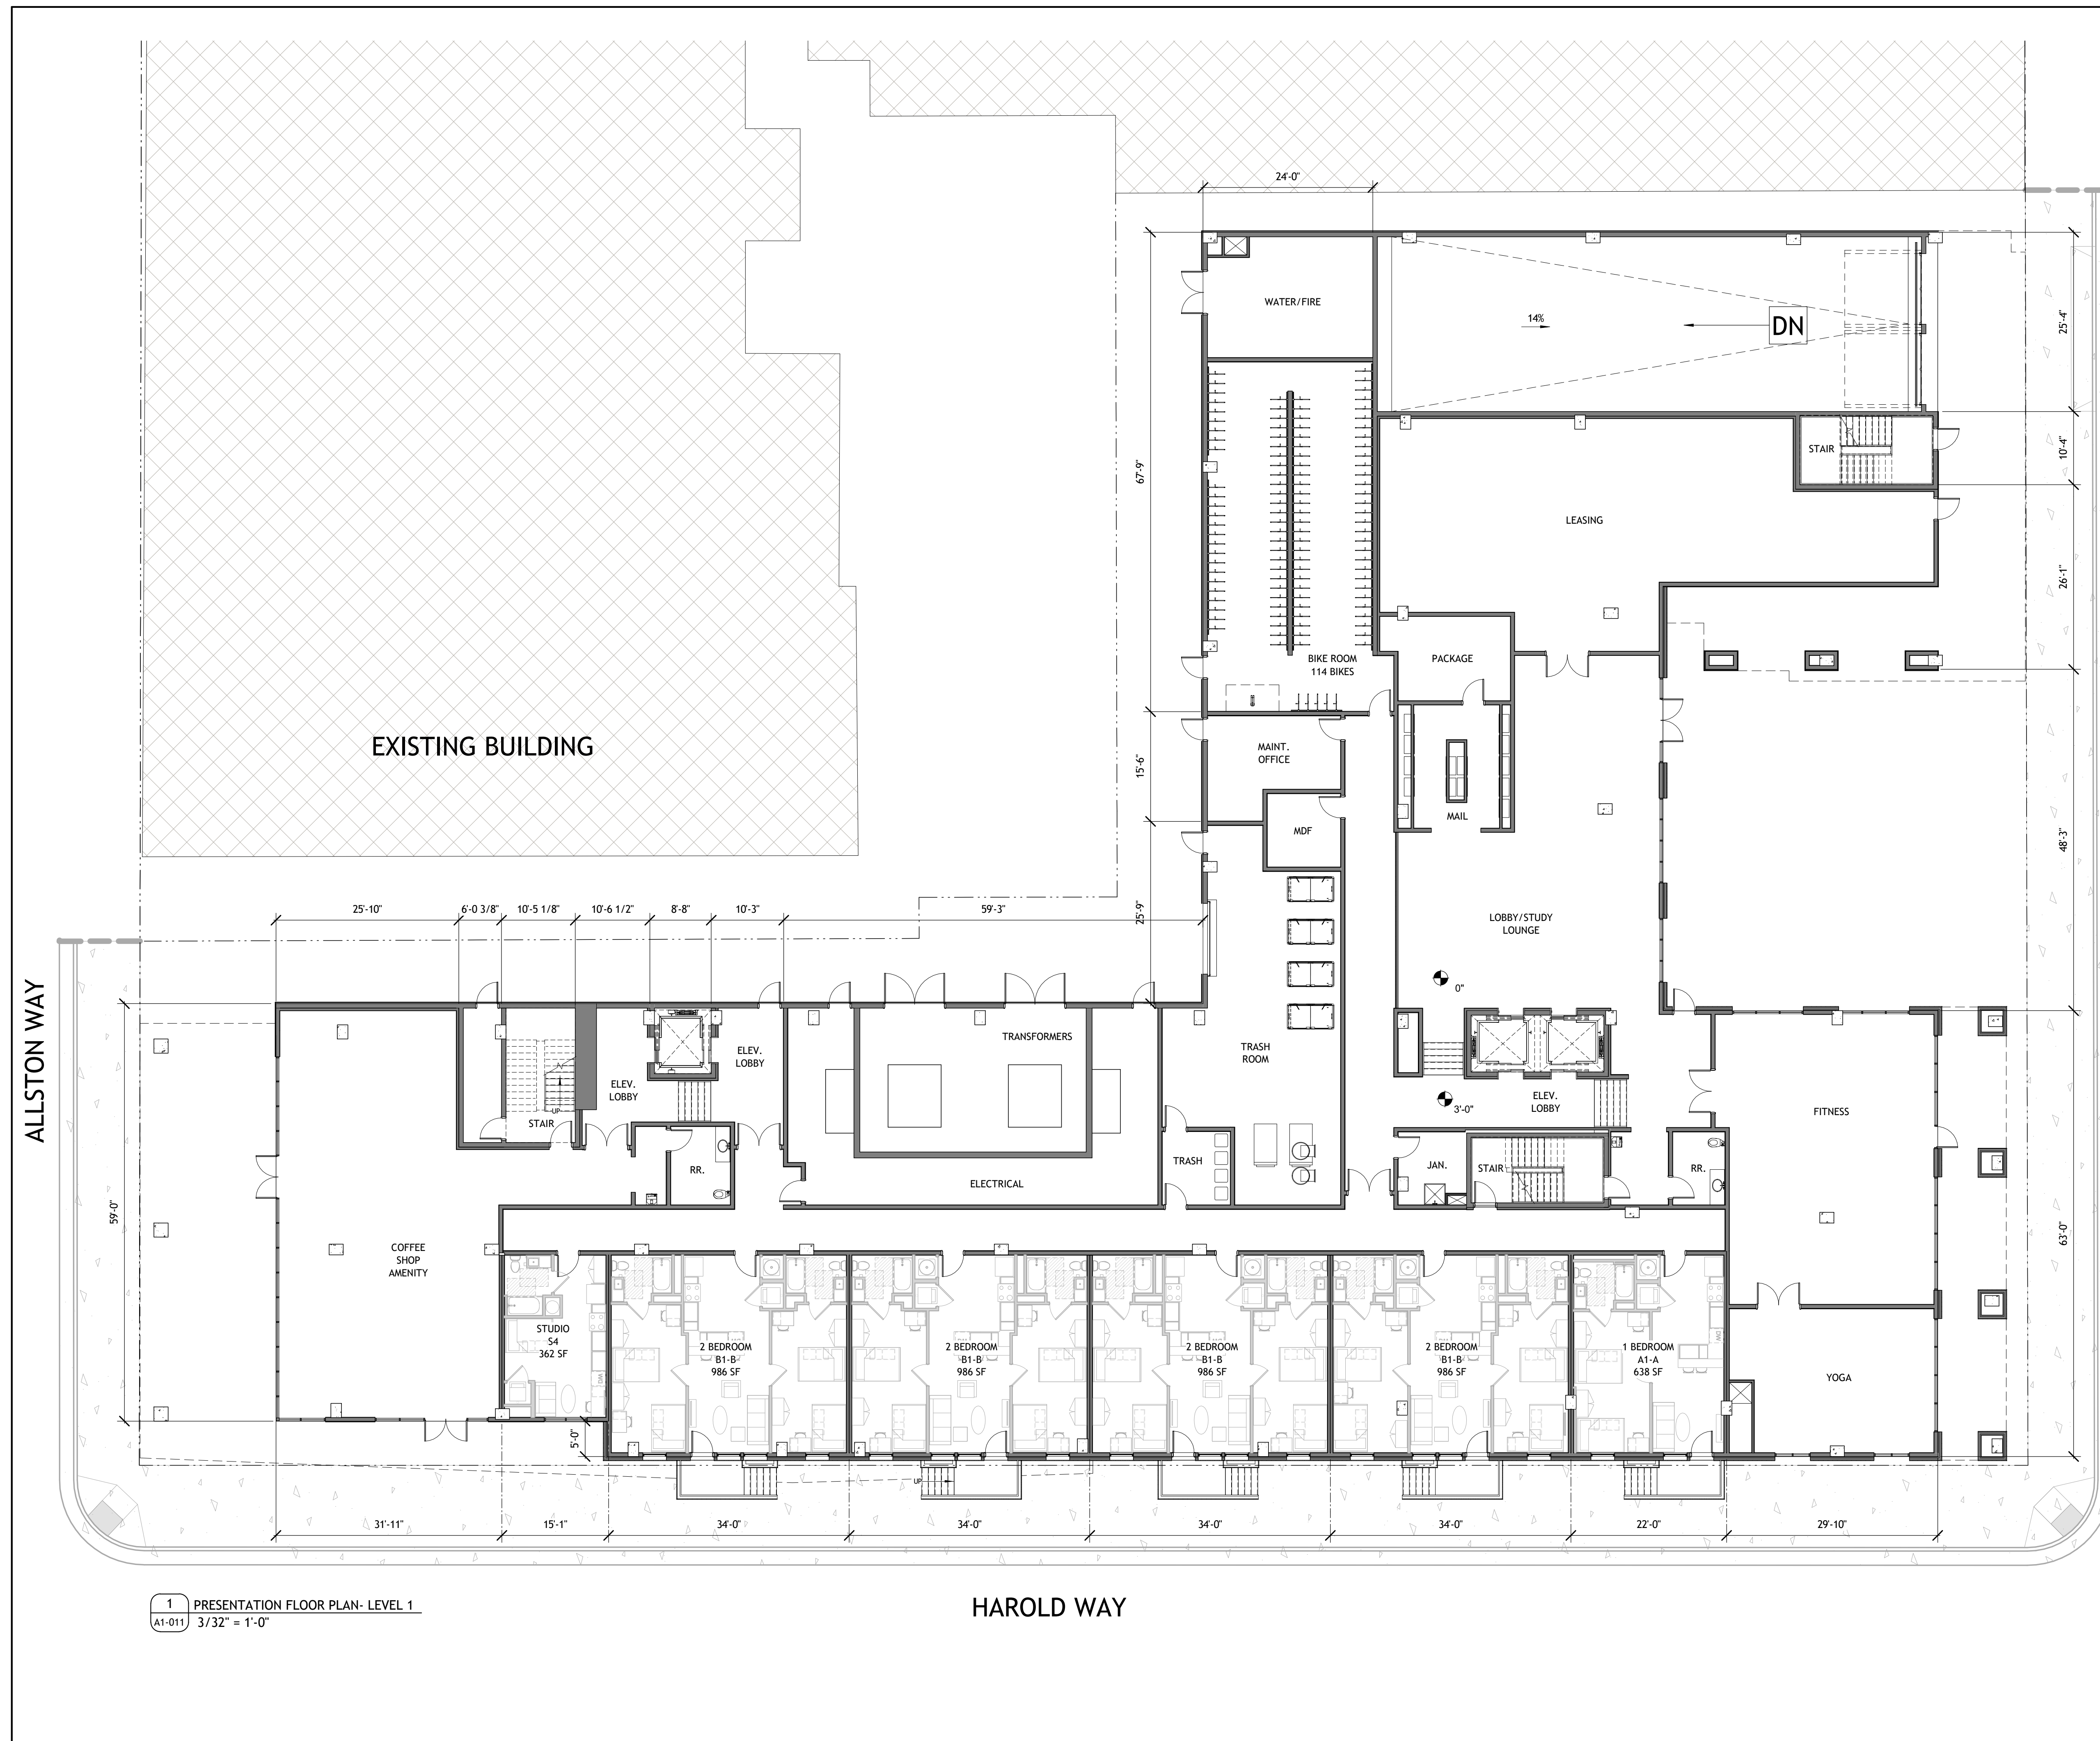 24'-0"
WATER/FIRE
14%
DN
25'-4"
STAIR
10'-4"
67'-9"
LEASING
26'-1"
BIKE ROOM
114 BIKES
PACKAGE
EXISTING BUILDING
MAINT.
OFFICE
15'-6"
MAIL
MDF
48'-3"
25'-10"
6'-0 3/8"
10'-5 1/8"
10'-6 1/2"
8'-8"
10'-3"
59'-3"
25'-9"
LOBBY/STUDY
LOUNGE
0"
ALLSTON WAY
TRANSFORMERS
TRASH
ROOM
ELEV.
LOBBY
ELEV.
LOBBY
UP
STAIR
3'-0"
ELEV.
LOBBY
FITNESS
RR.
ELECTRICAL
TRASH
JAN.
STAIR
RR.
59'-0"
63'-0"
COFFEE
SHOP
AMENITY
STUDIO
S4
362 SF
2 BEDROOM
B1-B
986 SF
2 BEDROOM
B1-B
986 SF
2 BEDROOM
B1-B
986 SF
2 BEDROOM
B1-B
986 SF
1 BEDROOM
A1-A
638 SF
DW
W/D
YOGA
5'-0"
UP
31'-11"
15'-1"
34'-0"
34'-0"
34'-0"
34'-0"
22'-0"
29'-10"
1
A1-011
PRESENTATION FLOOR PLAN- LEVEL 1
3/32" = 1'-0"
HAROLD WAY